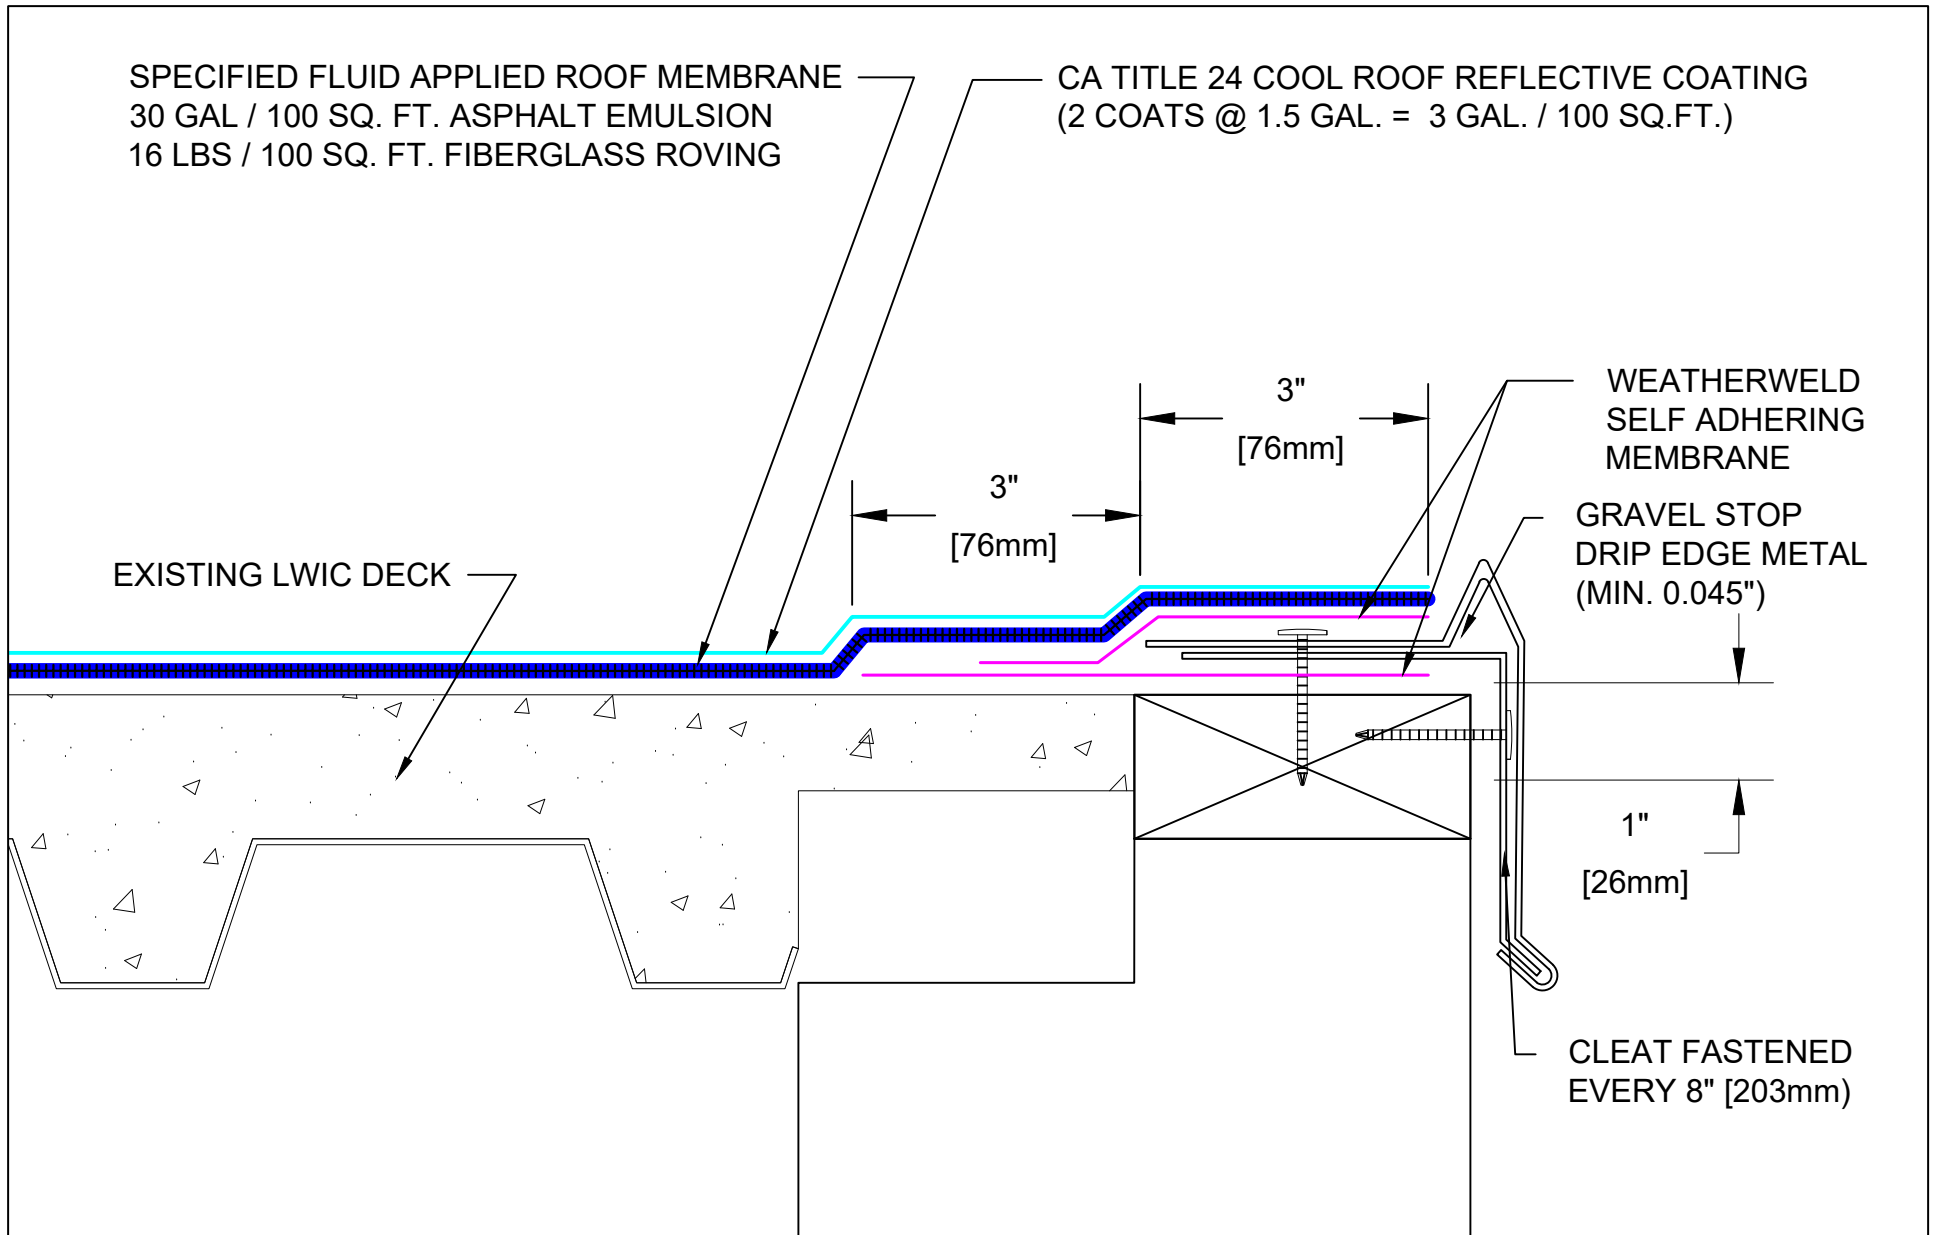 SPECIFIED FLUID APPLIED ROOF MEMBRANE
30 GAL / 100 SQ. FT. ASPHALT EMULSION
16 LBS / 100 SQ. FT. FIBERGLASS ROVING
CA TITLE 24 COOL ROOF REFLECTIVE COATING
(2 COATS @ 1.5 GAL. = 3 GAL. / 100 SQ.FT.)
3"
[76mm]
3"
[76mm]
WEATHERWELD
SELF ADHERING
MEMBRANE
GRAVEL STOP
DRIP EDGE METAL
(MIN. 0.045")
EXISTING LWIC DECK
1"
[26mm]
CLEAT FASTENED
EVERY 8" [203mm)